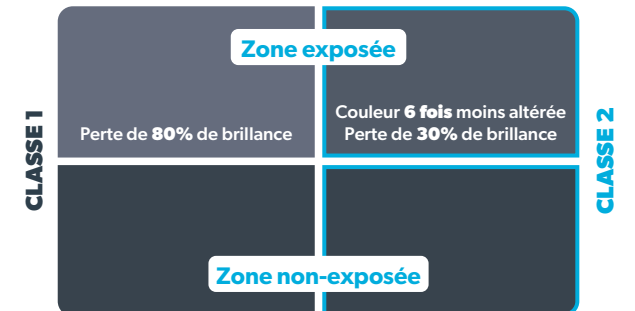 Zone exposée
CLASSE 1
Perte de 80% de brillance
Couleur 6 fois moins altérée
Perte de 30% de brillance
CLASSE 2
Zone non-exposée